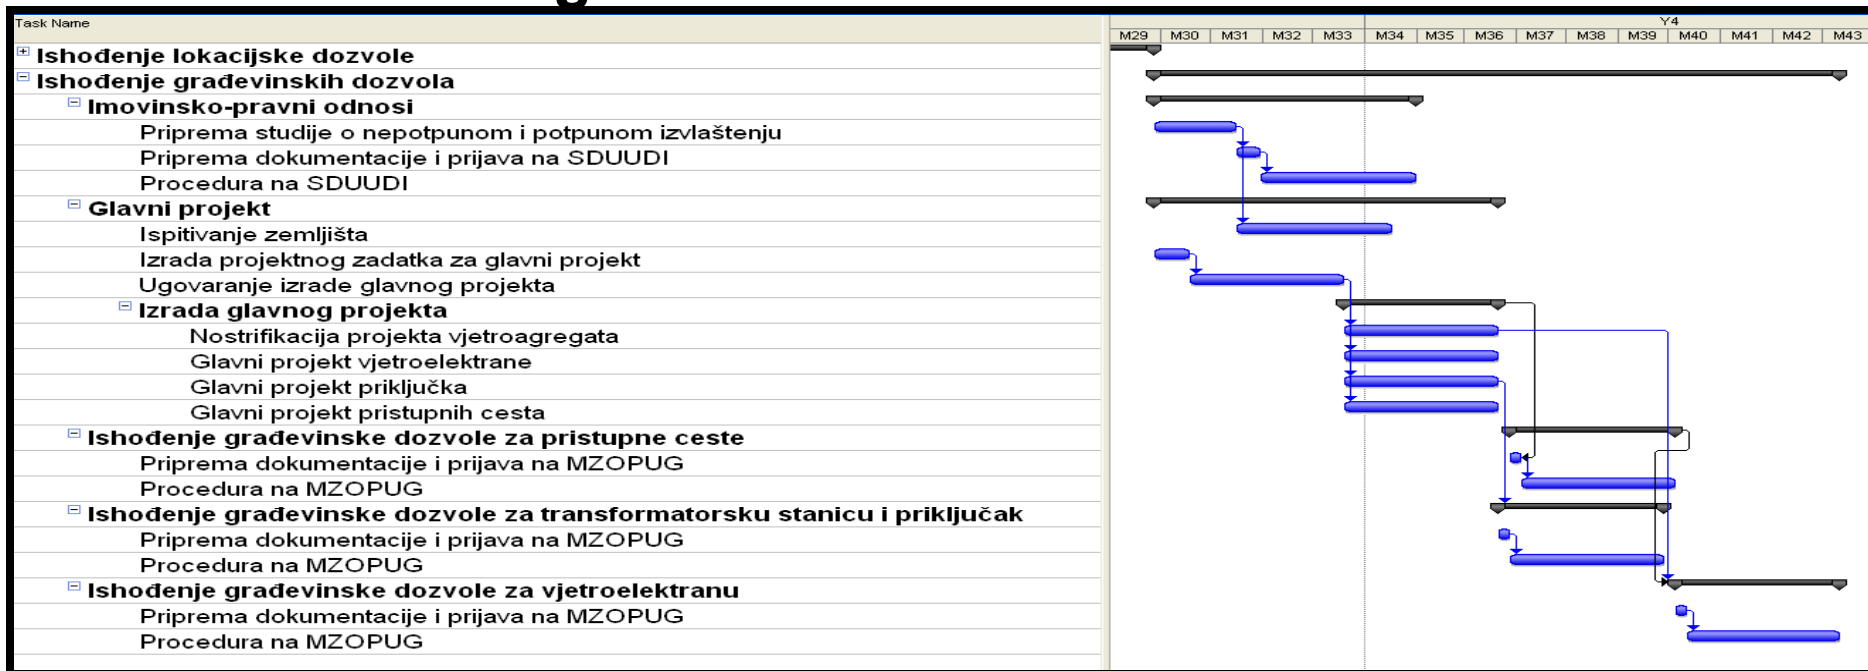 Task Name
Y4
M29 M30 M31 M32 M33 M34 M35 M36 M37 M38 M39 M40 M41 M42 M43
Ishođenje lokacijske dozvole
Ishođenje građevinskih dozvola
Imovinsko-pravni odnosi
Priprema studije o nepotpunom i potpunom izvlaštenju
Priprema dokumentacije i prijava na SDUUDI
Procedura na SDUUDI
Glavni projekt
Ispitivanje zemljišta
Izrada projektnog zadatka za glavni projekt
Ugovaranje izrade glavnog projekta
Izrada glavnog projekta
Nostrifikacija projekta vjetroagregata
Glavni projekt vjetroelektrane
Glavni projekt priključka
Glavni projekt pristupnih cesta
Ishođenje građevinske dozvole za pristupne ceste
Priprema dokumentacije i prijava na MZOPUG
Procedura na MZOPUG
Ishođenje građevinske dozvole za transformatorsku stanicu i priključak
Priprema dokumentacije i prijava na MZOPUG
Procedura na MZOPUG
Ishođenje građevinske dozvole za vjetroelektranu
Priprema dokumentacije i prijava na MZOPUG
Procedura na MZOPUG